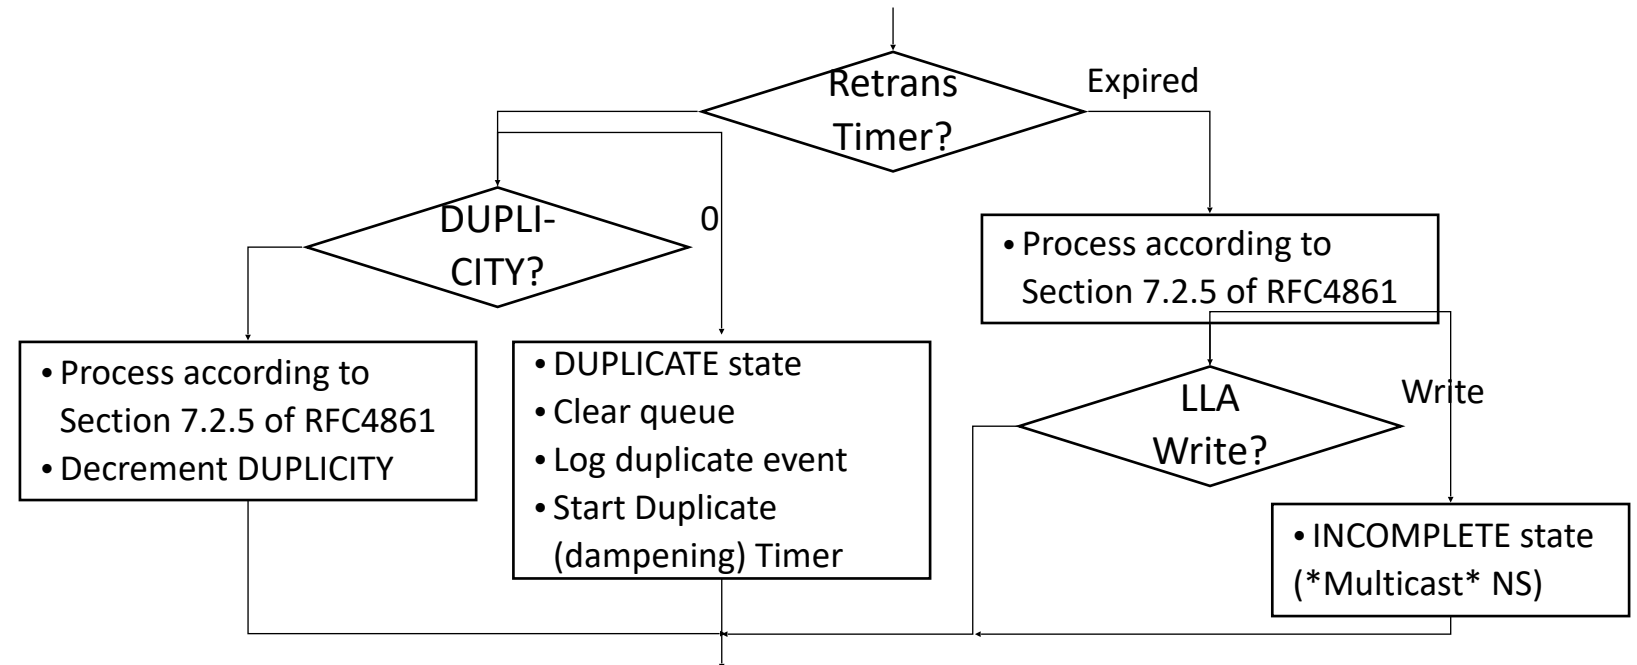 Retrans
Timer?
Expired
DUPLI-
CITY?
0
• Process according to
Section 7.2.5 of RFC4861
• Process according to
Section 7.2.5 of RFC4861
• Decrement DUPLICITY
• DUPLICATE state
• Clear queue
• Log duplicate event
• Start Duplicate
(dampening) Timer
LLA
Write?
Write
• INCOMPLETE state
(*Multicast* NS)